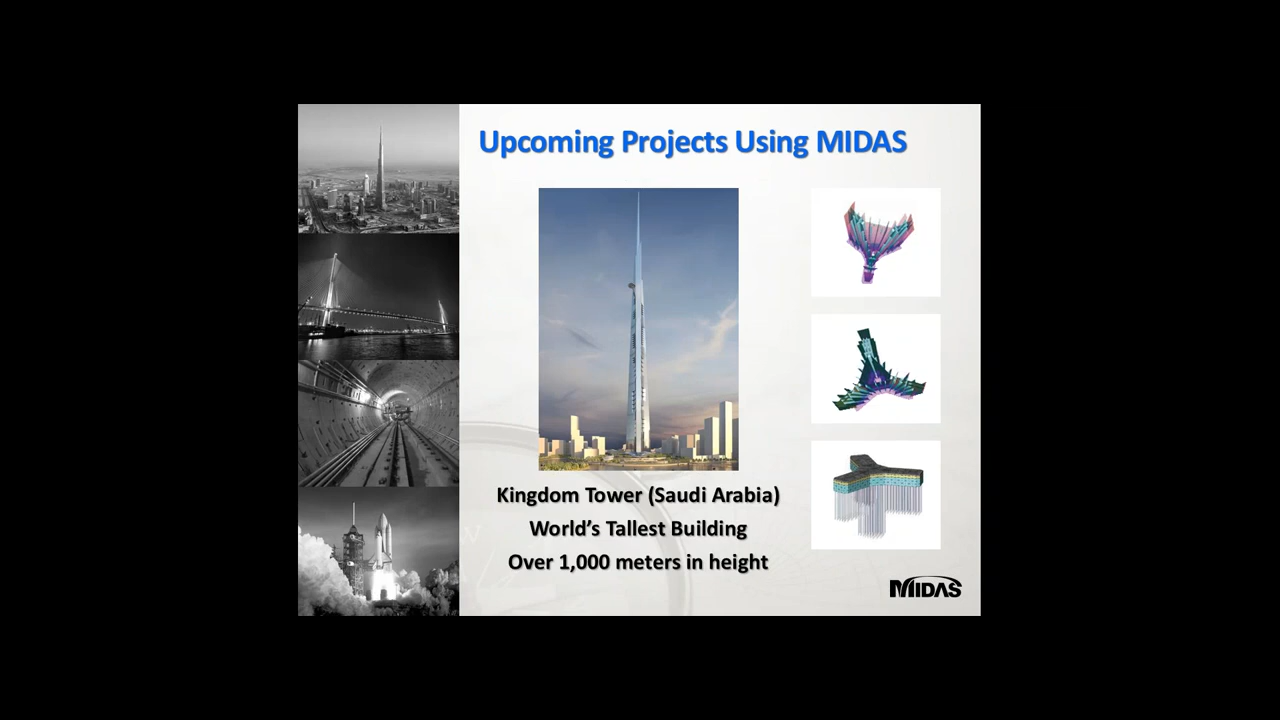 Upcoming Projects Using MIDAS
Kingdom Tower (Saudi Arabia)
World's Tallest Building
Over 1,000 meters in height
MIDAS